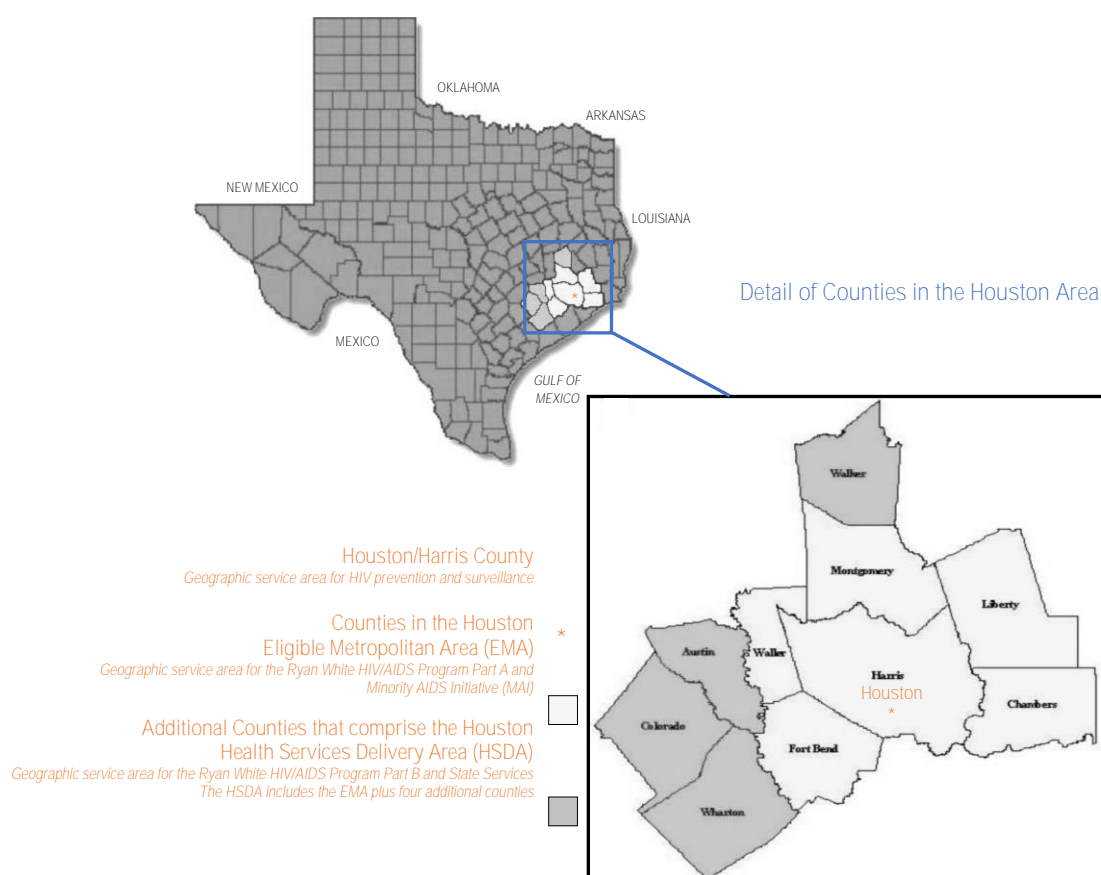 OKLAHOMA
ARKANSAS
NEW MEXICO
LOUISIANA
MEXICO
GULF OF
MEXICO
Detail of Counties in the Houston Area
Houston/Harris County
Geographic service area for HIV prevention and surveillance
Counties in the Houston
Eligible Metropolitan Area (EMA)
Geographic service area for the Ryan White HIV/AIDS Program Part A and
Minority AIDS Initiative (MAI)
*
Additional Counties that comprise the Houston
Health Services Delivery Area (HSDA)
Geographic service area for the Ryan White HIV/AIDS Program Part B and State Services
The HSDA includes the EMA plus four additional counties
Walker
Montgomery
Liberty
Austin
Waller
Harris
Houston
*
Chambers
Colorado
Fort Bend
Wharton